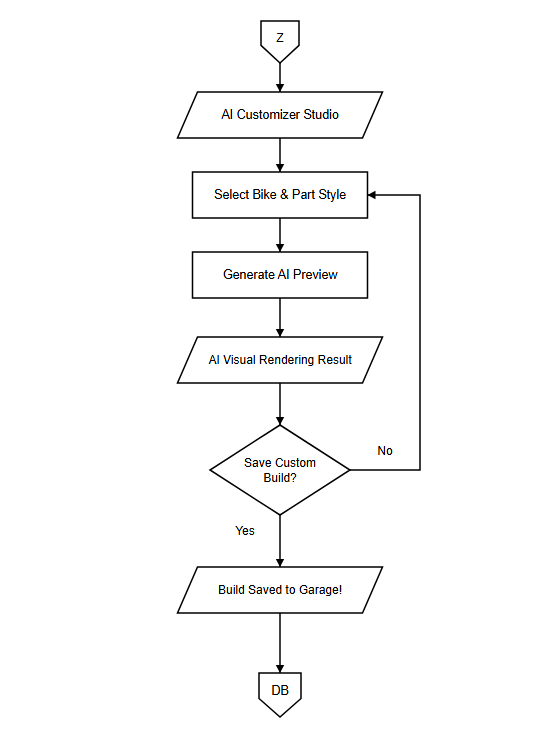 Z
AI Customizer Studio
Select Bike & Part Style
Generate AI Preview
AI Visual Rendering Result
Save Custom
Build?
No
Yes
Build Saved to Garage!
DB